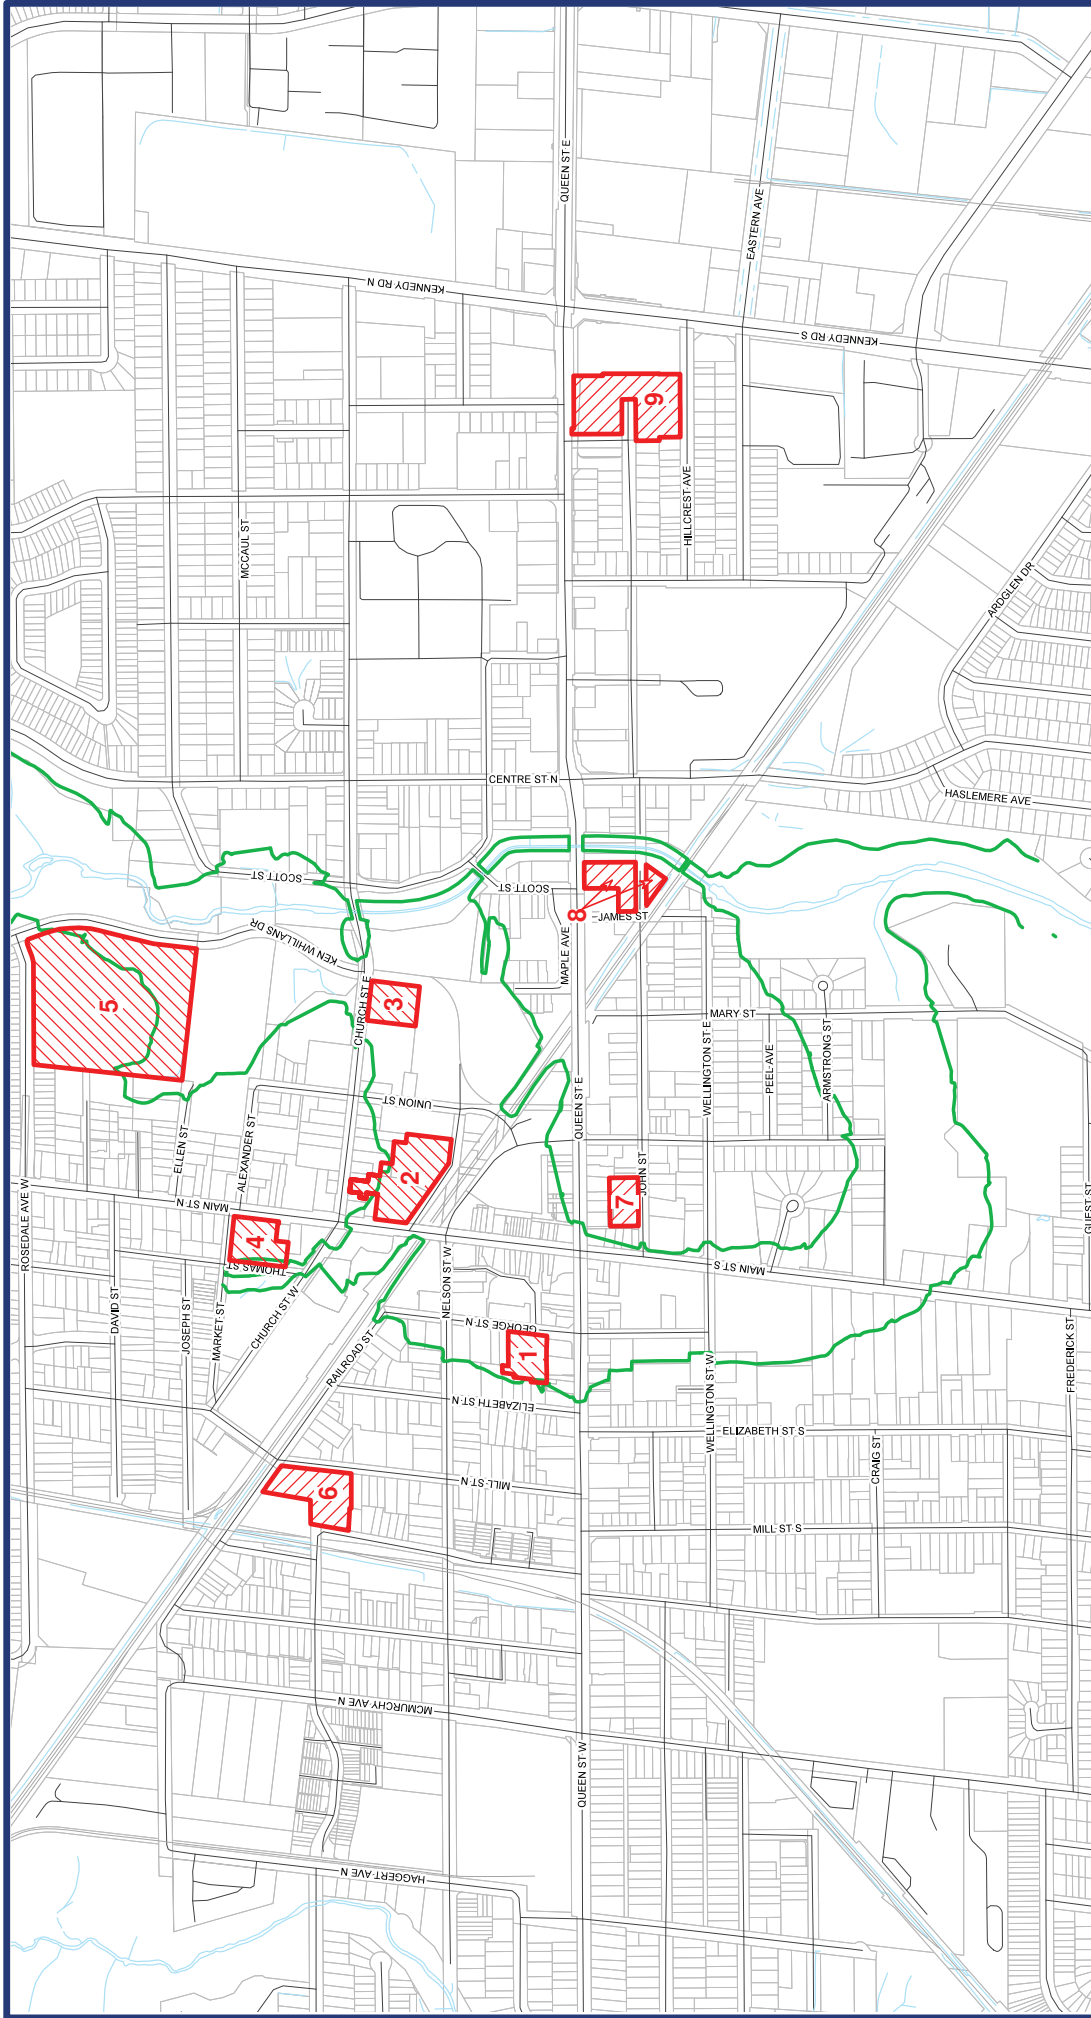 QUEEN ST E
EASTERN AVE
KENNEDY RD N
KENNEDY RD S
9
MCCAUL ST
HILLCREST AVE
ARDGLEN DR
CENTRE ST N
HASLEMERE AVE
SCOTT ST
SCOTT ST
8
JAMES ST
KEN WHILLANS DR
MAPLE AVE
5
3
CHURCH ST E
MARY ST
WELLINGTON ST E
PEEL AVE
ARMSTRONG ST
UNION ST
QUEEN ST E
ELLEN ST
ALEXANDER ST
2
JOHN ST
7
ROSEDALE AVE W
MAIN ST N
4
THOMAS ST
GUEST ST
MAIN ST S
NELSON ST W
DAVID ST
JOSEPH ST
MARKET ST
CHURCH ST W
RAILROAD ST
GEORGE ST N
1
FREDERICK ST
ELIZABETH ST N
WELLINGTON ST W
ELIZABETH ST S
CRAIG ST
6
MILL ST N
MILL ST S
MCMURCHY AVE N
QUEEN ST W
HAGGERT AVE N